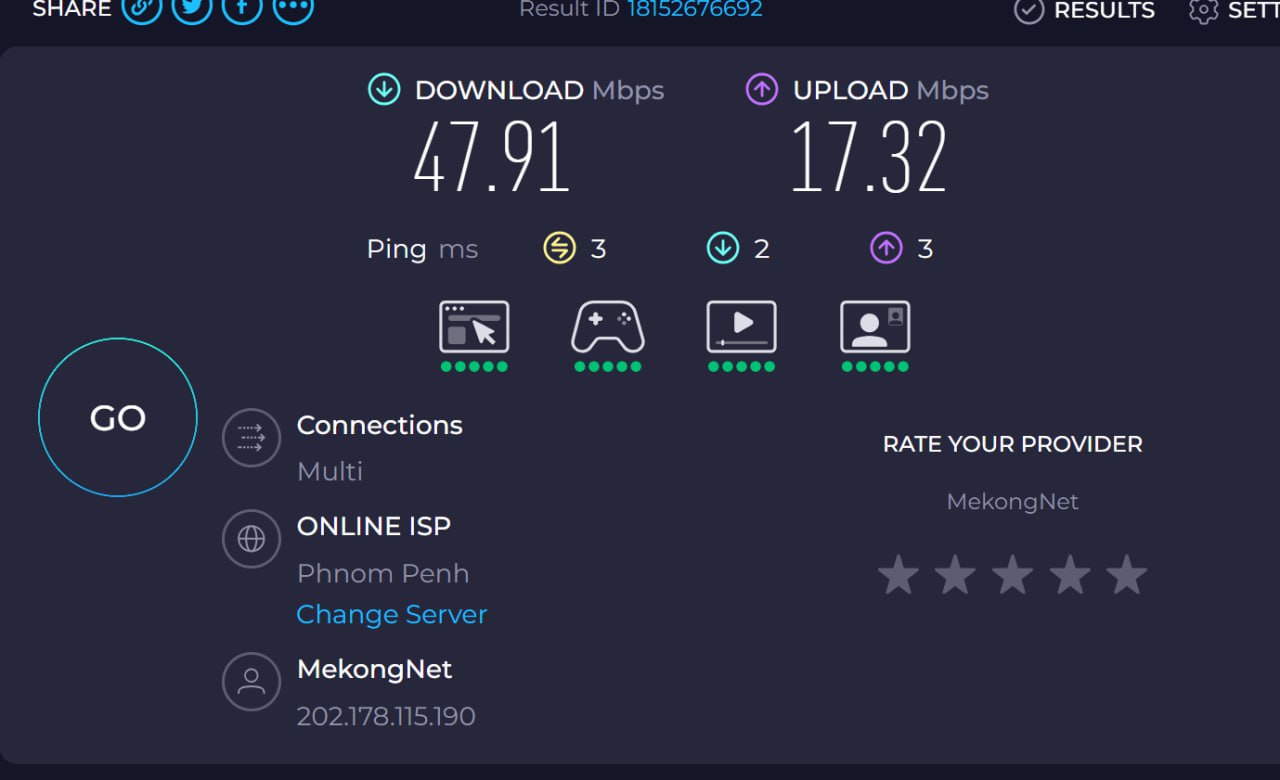 SHARE Result ID 18152676692 RESULTS SETT
DOWNLOAD Mbps UPLOAD Mbps
47.91 17.32
Ping ms 3 2 3
GO
Connections
Multi
ONLINE ISP
Phnom Penh
Change Server
MekongNet
202.178.115.190
RATE YOUR PROVIDER
MekongNet